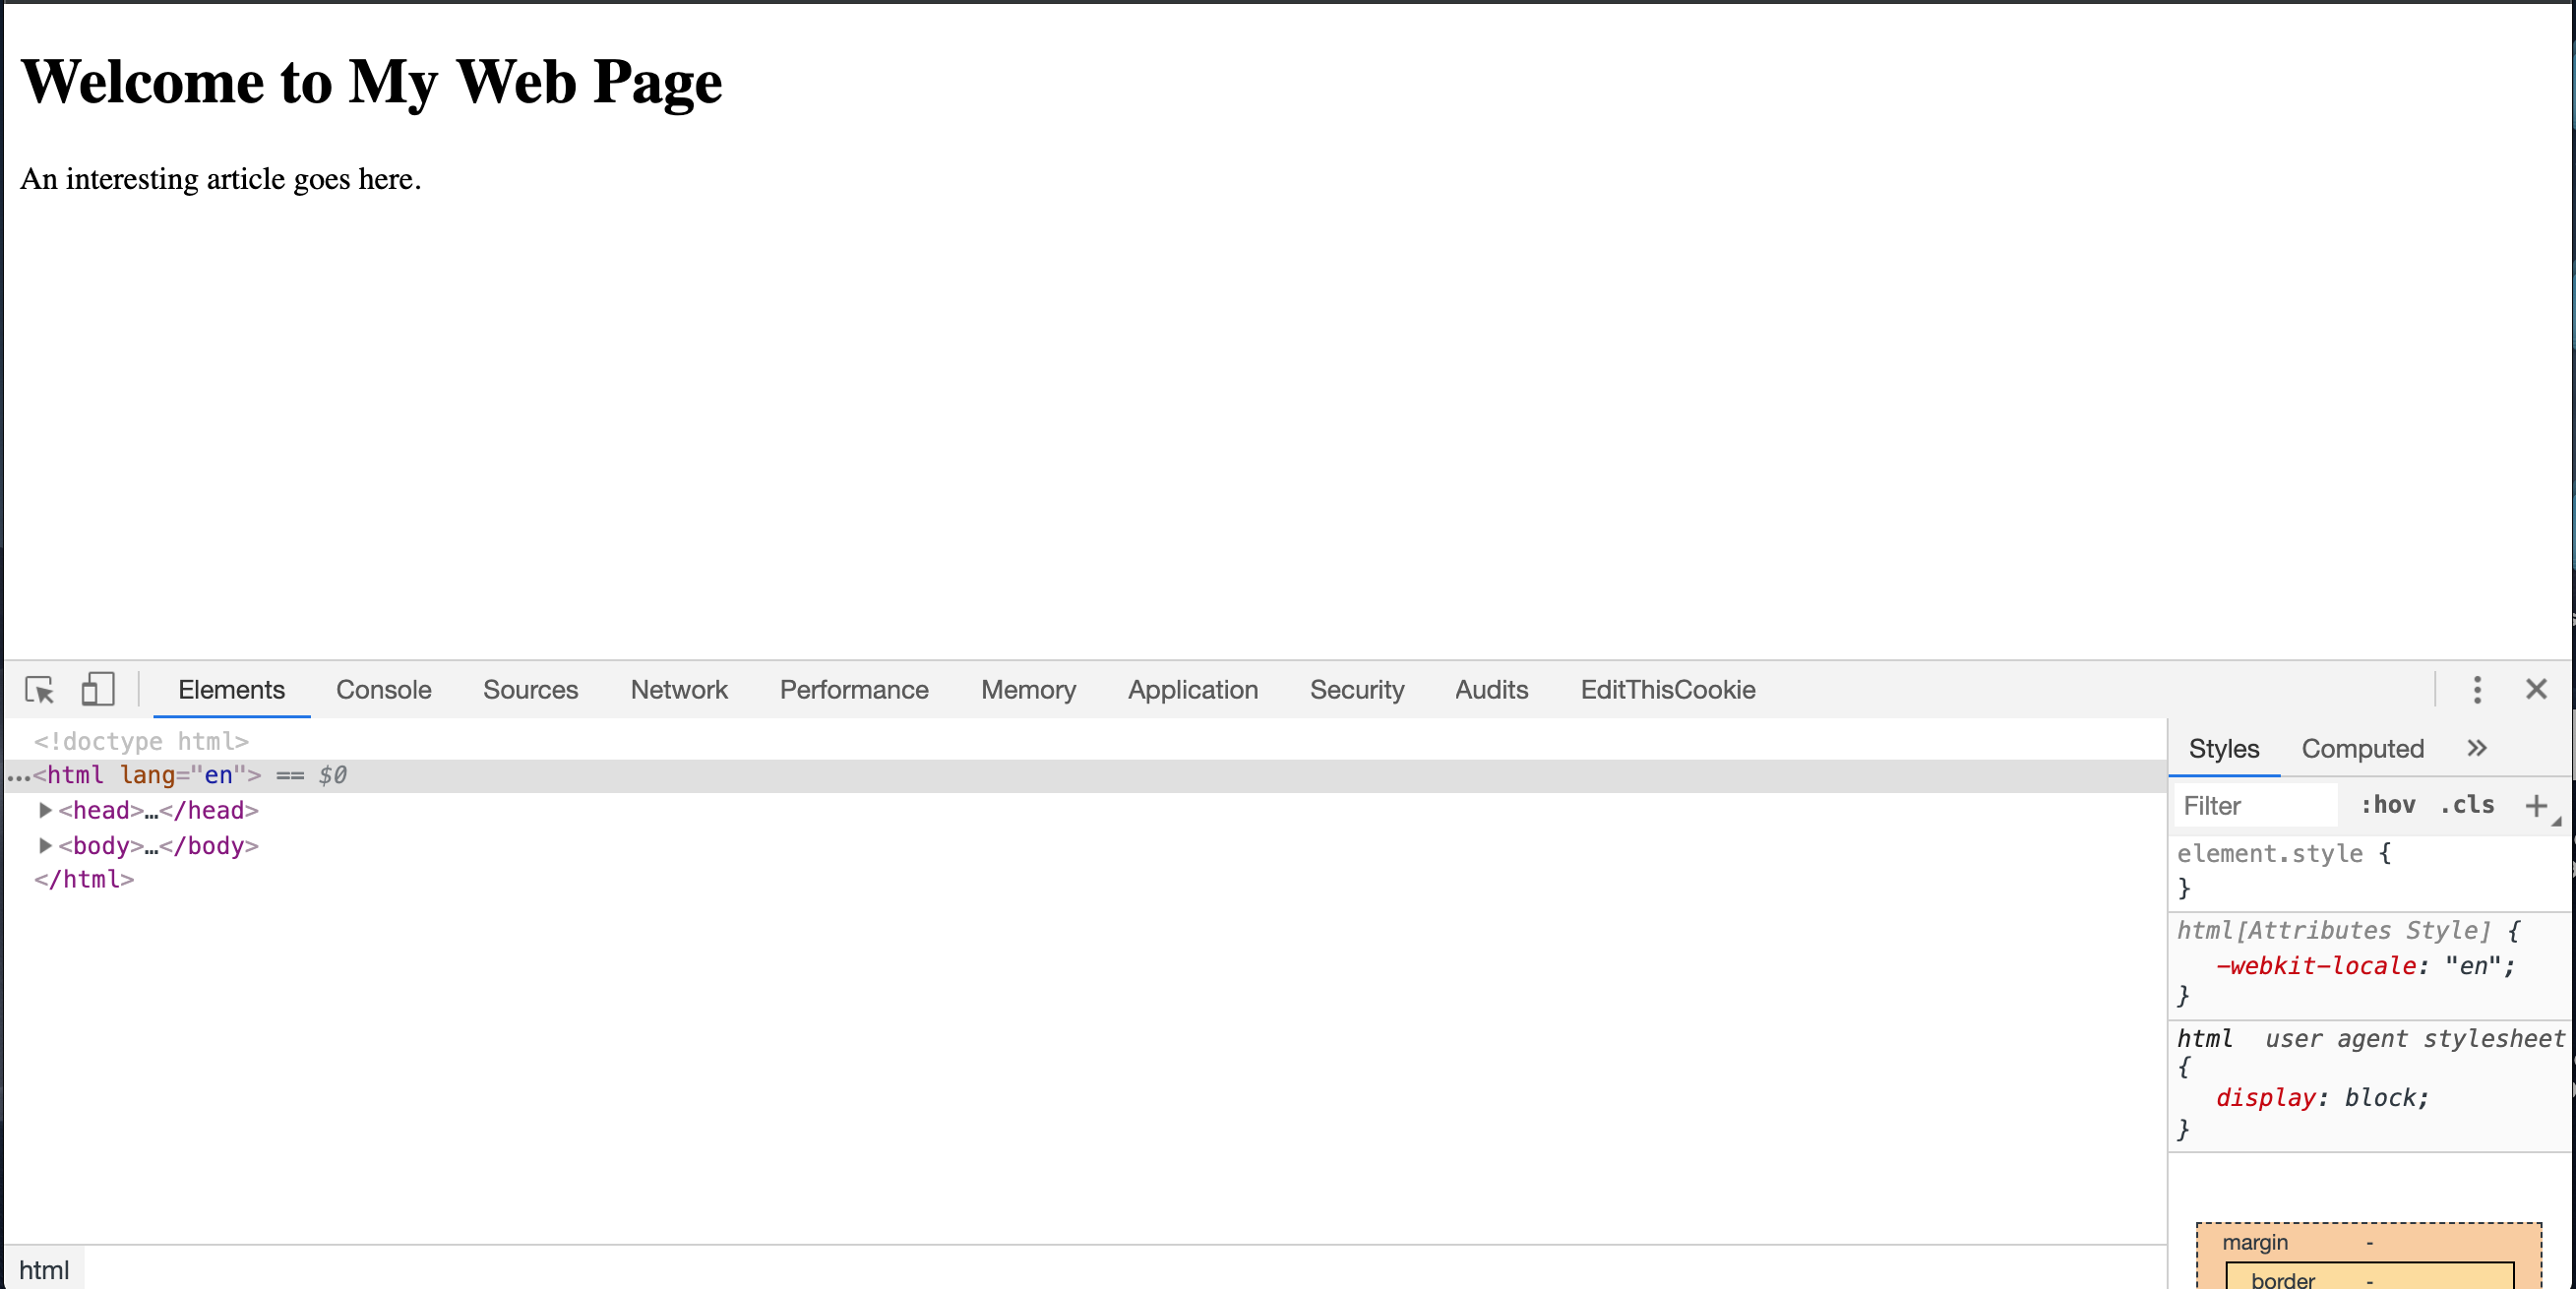 Welcome to My Web Page
An interesting article goes here.
Elements Console Sources Network Performance Memory Application Security Audits EditThisCookie
<!doctype html>
…<html lang="en"> == $0
<head>…</head>
<body>…</body>
</html>
html
Styles Computed »
Filter :hov .cls +
element.style {
}
html[Attributes Style] {
-webkit-locale: "en";
}
html user agent stylesheet
{
display: block;
}
margin -
border -